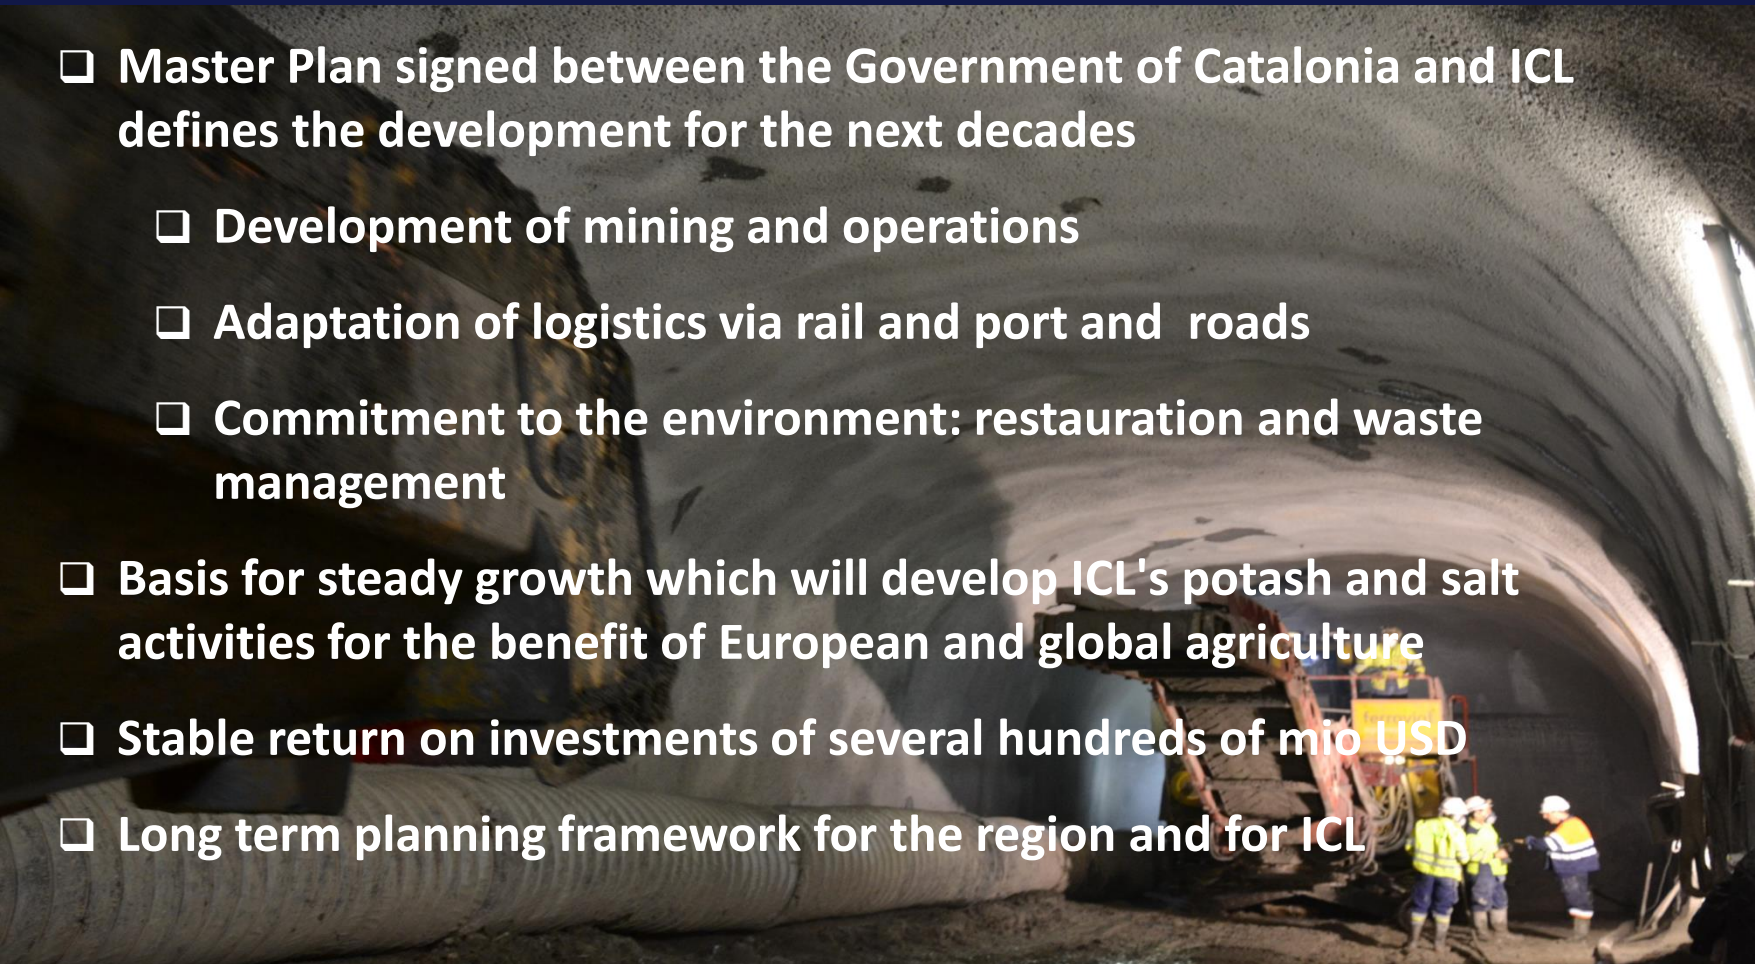 ❑ Master Plan signed between the Government of Catalonia and ICL
defines the development for the next decades
❑ Development of mining and operations
❑ Adaptation of logistics via rail and port and  roads
❑ Commitment to the environment: restauration and waste
management
❑ Basis for steady growth which will develop ICL's potash and salt
activities for the benefit of European and global agriculture
❑ Stable return on investments of several hundreds of mio USD
❑ Long term planning framework for the region and for ICL